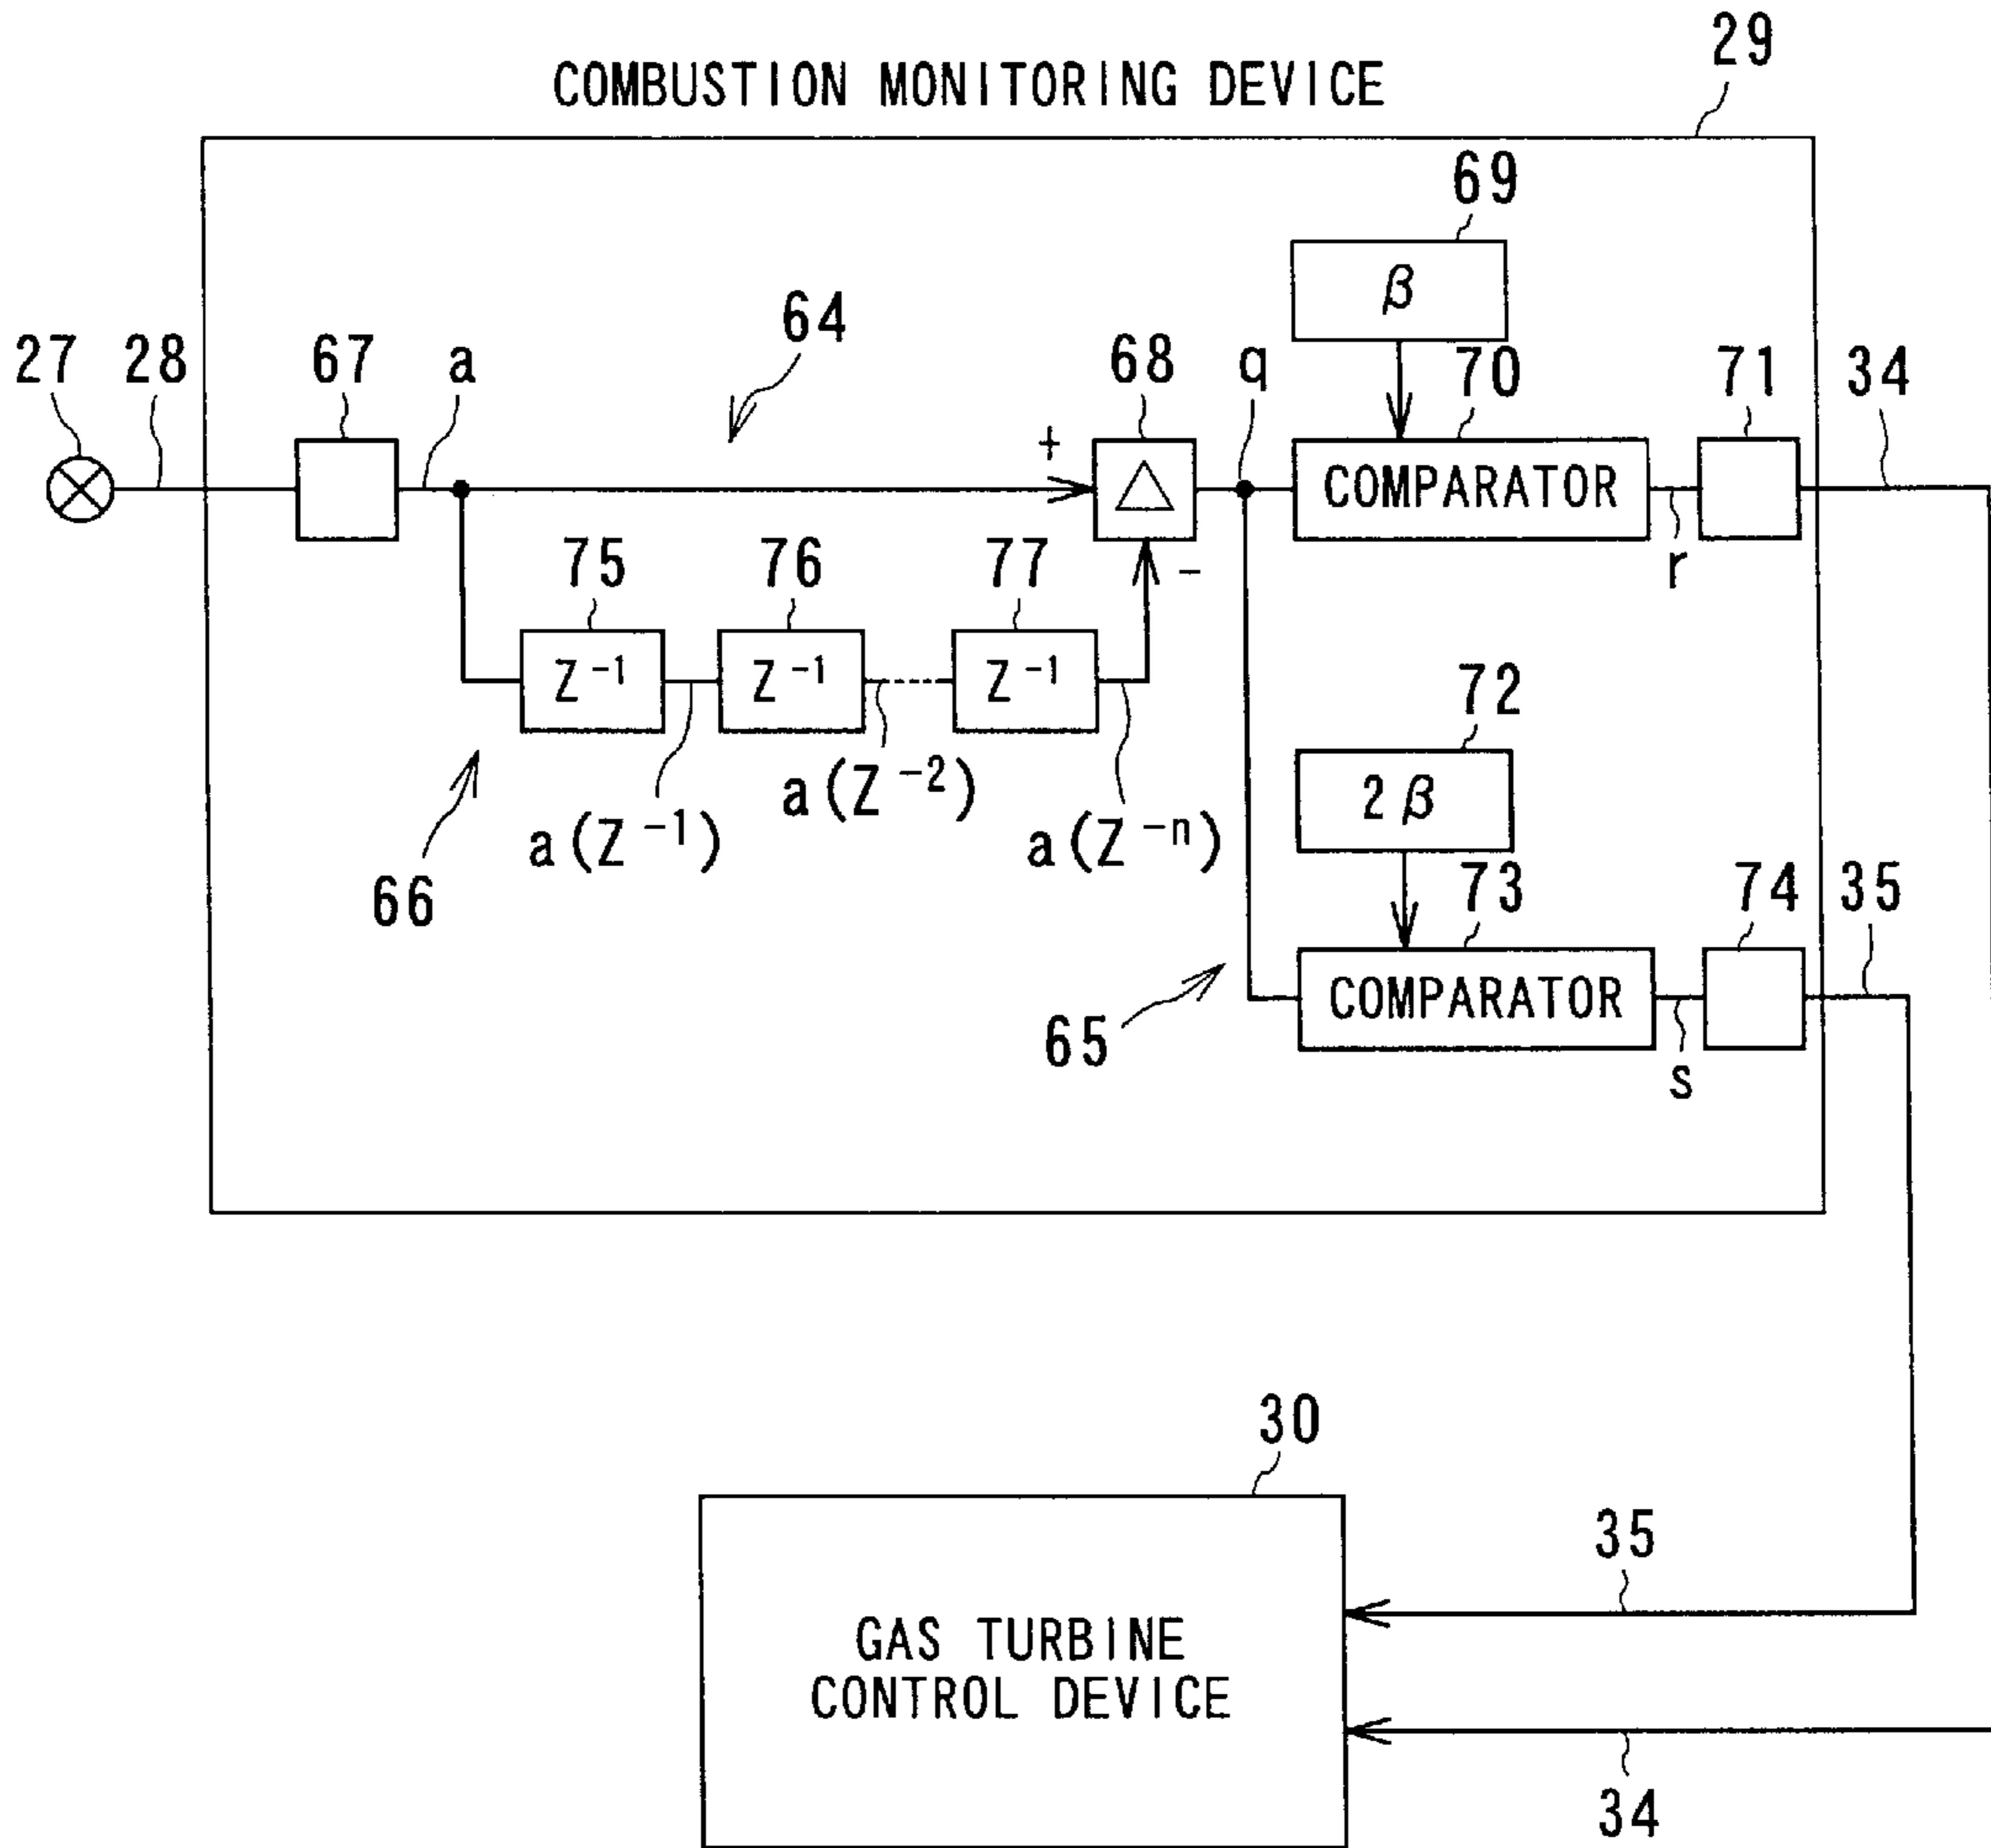 29
COMBUSTION MONITORING DEVICE
69
β
64
27 28 67 a 68 q 70 71 34
+
△
COMPARATOR
-
r
75 76 77
Z⁻¹ Z⁻¹ Z⁻¹
72
2β
a(Z⁻¹) a(Z⁻²) a(Z⁻ⁿ)
66
73 74 35
COMPARATOR
65
s
30
35
GAS TURBINE
CONTROL DEVICE
34